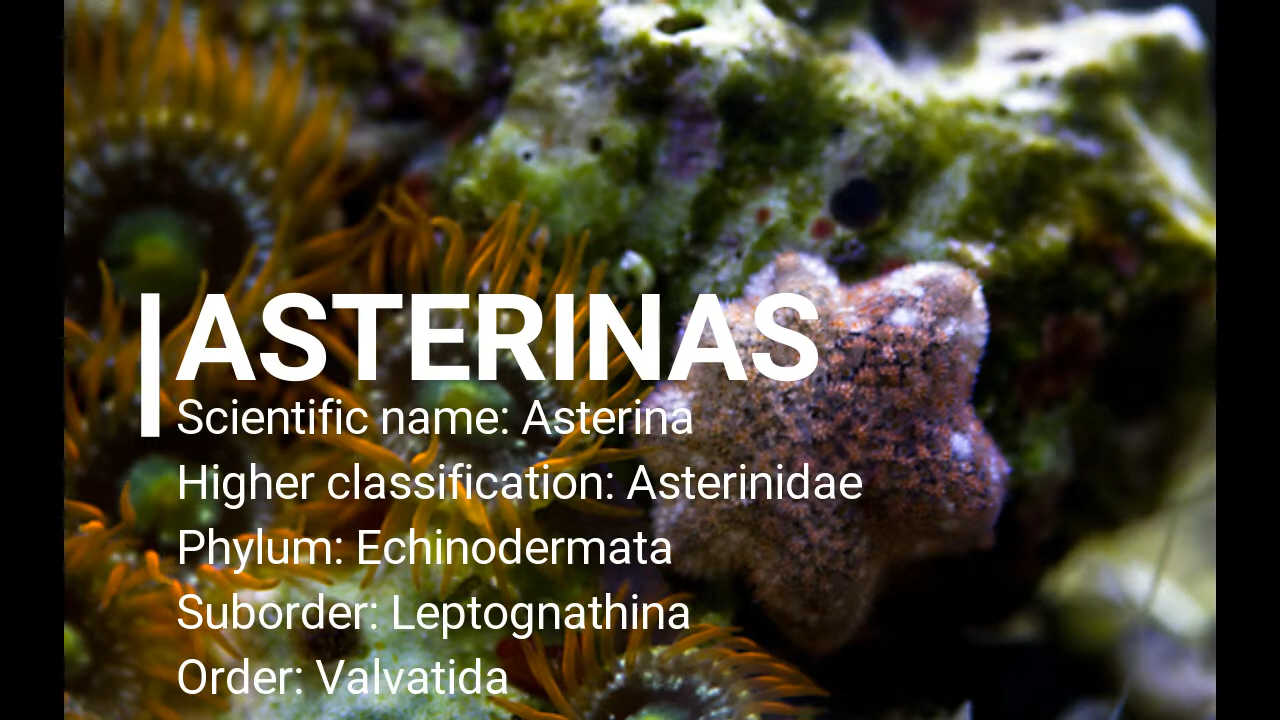 ASTERINAS
Scientific name: Asterina
Higher classification: Asterinidae
Phylum: Echinodermata
Suborder: Leptognathina
Order: Valvatida